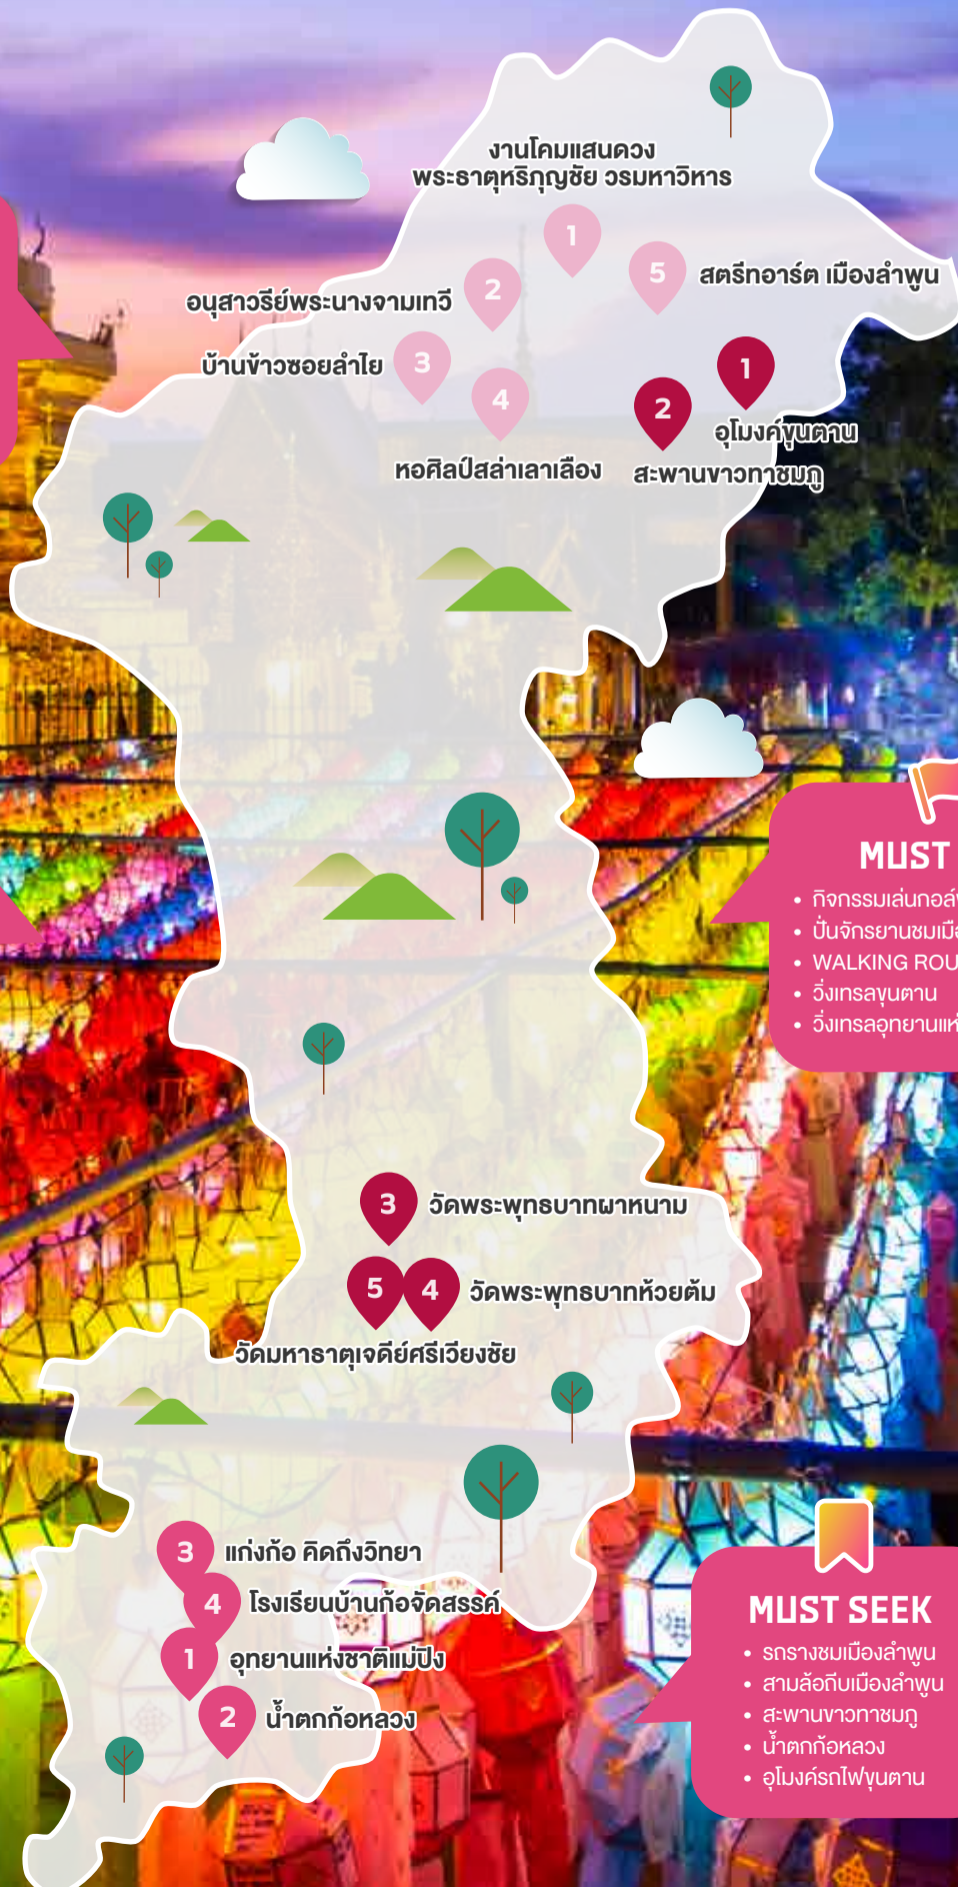 งานโคมแสนดวง
พระธาตุหริภุญชัย วรมหาวิหาร
1
5
สตรีทอาร์ต เมืองลำพูน
อนุสาวรีย์พระนางจามเทวี
2
บ้านข้าวซอยลำไย
3
4
หอศิลป์สล่าเลาเลือง
1
อุโมงค์ขุนตาน
2
สะพานขาวทาชมภู
MUST
• กิจกรรมเล่นกอล์ฟ
• ปั่นจักรยานชมเมือ
• WALKING ROU
• วิ่งเทรลขุนตาน
• วิ่งเทรลอุทยานแห่
3
วัดพระพุทธบาทผาหนาม
5
4
วัดพระพุทธบาทห้วยต้ม
วัดมหาธาตุเจดีย์ศรีเวียงชัย
3
แก่งก้อ คิดถึงวิทยา
4
โรงเรียนบ้านก้อจัดสรรค์
1
อุทยานแห่งชาติแม่ปิง
2
น้ำตกก้อหลวง
MUST SEEK
• รถรางชมเมืองลำพูน
• สามล้อถีบเมืองลำพูน
• สะพานขาวทาชมภู
• น้ำตกก้อหลวง
• อุโมงค์รถไฟขุนตาน